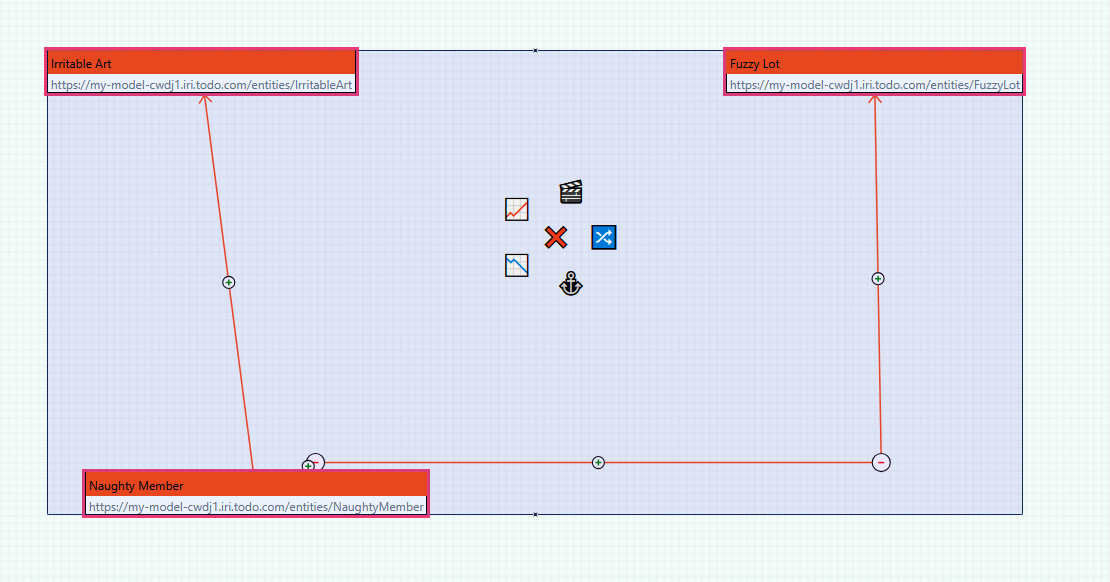 Irritable Art
https://my-model-cwdj1.iri.todo.com/entities/IrritableArt
Fuzzy Lot
https://my-model-cwdj1.iri.todo.com/entities/FuzzyLot
Naughty Member
https://my-model-cwdj1.iri.todo.com/entities/NaughtyMember